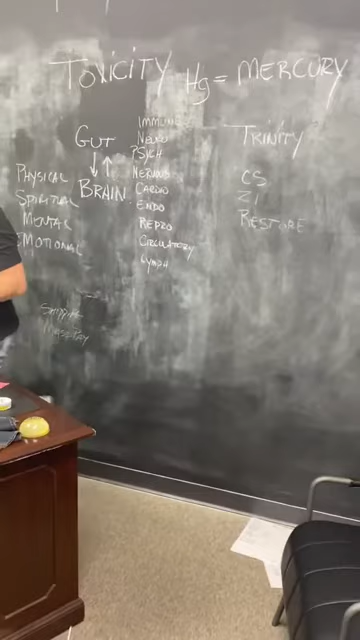 TOXICITY Hg = MERCURY
GUT
↓↑
BRAIN
PHYSICAL
SPIRITUAL
MENTAL
EMOTIONAL
IMMUNE
NEURO
PSYCH
NERVOUS
CARDIO
ENDO
REPRO
CIRCULATORY
LYMPH
TRINITY
CS
Z1
RESTORE